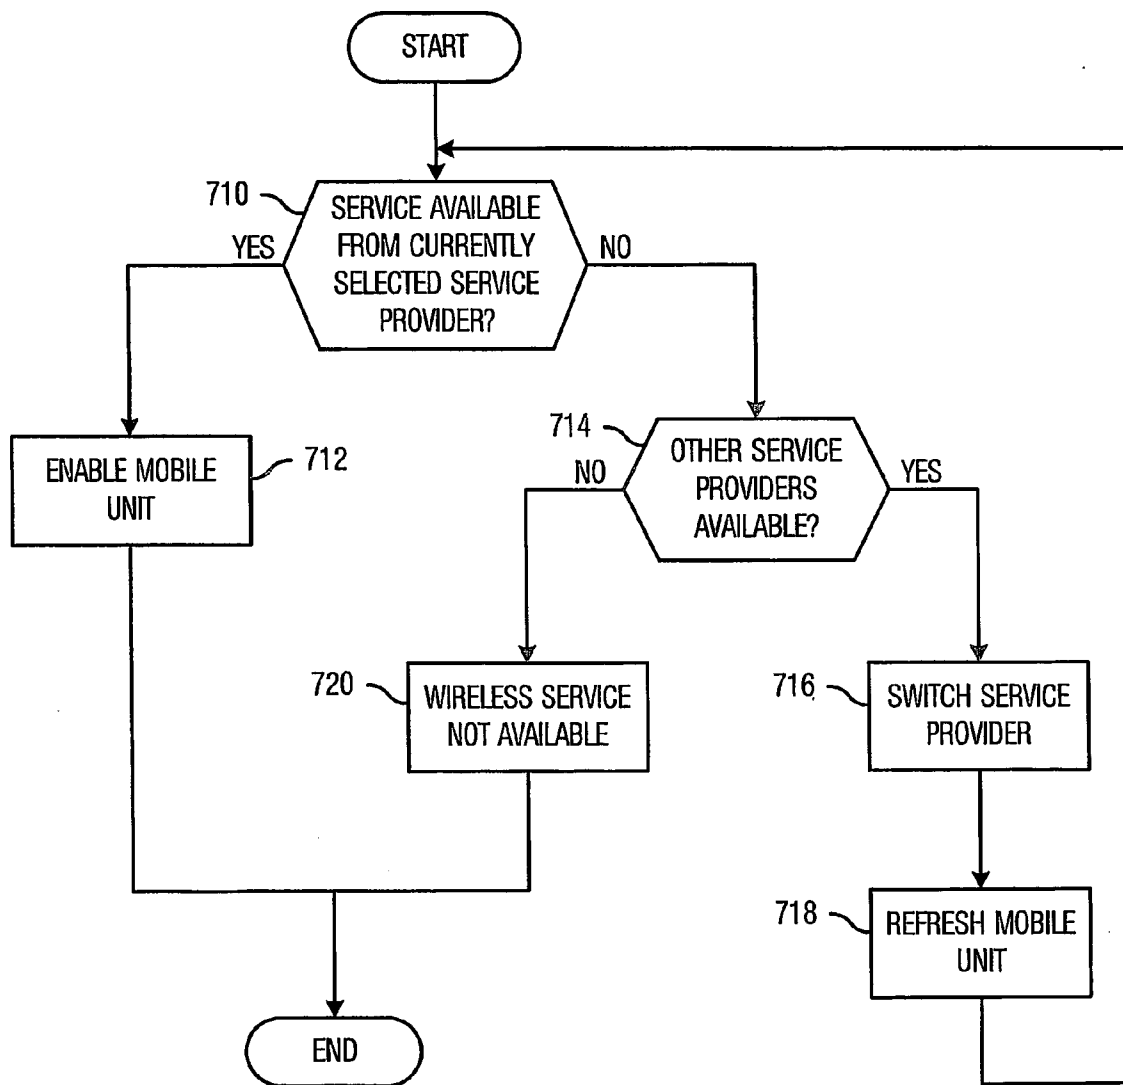 START
710
SERVICE AVAILABLE
FROM CURRENTLY
SELECTED SERVICE
PROVIDER?
YES
NO
ENABLE MOBILE
UNIT
712
714
OTHER SERVICE
PROVIDERS
AVAILABLE?
NO
YES
720
WIRELESS SERVICE
NOT AVAILABLE
716
SWITCH SERVICE
PROVIDER
718
REFRESH MOBILE
UNIT
END